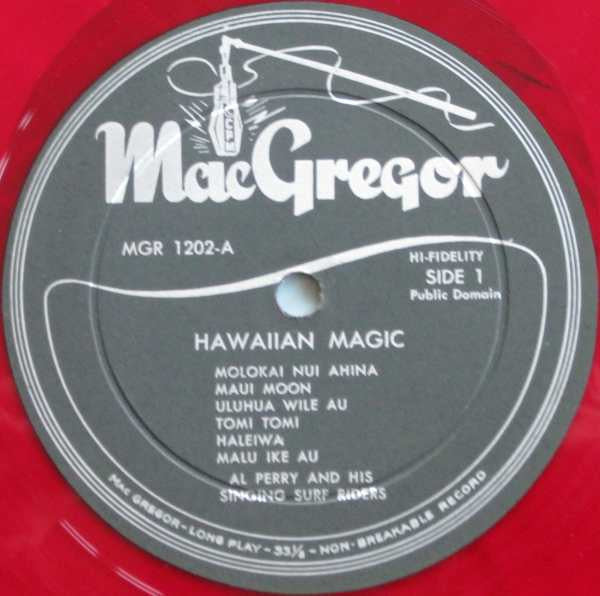 MacGregor
MGR 1202-A
HI-FIDELITY
SIDE 1
Public Domain
HAWAIIAN MAGIC
MOLOKAI NUI AHINA
MAUI MOON
ULUHUA WILE AU
TOMI TOMI
HALEIWA
MALU IKE AU
AL PERRY AND HIS
SINGING SURF RIDERS
MAC GREGOR - LONG PLAY - 33⅓ - NON-BREAKABLE RECORD